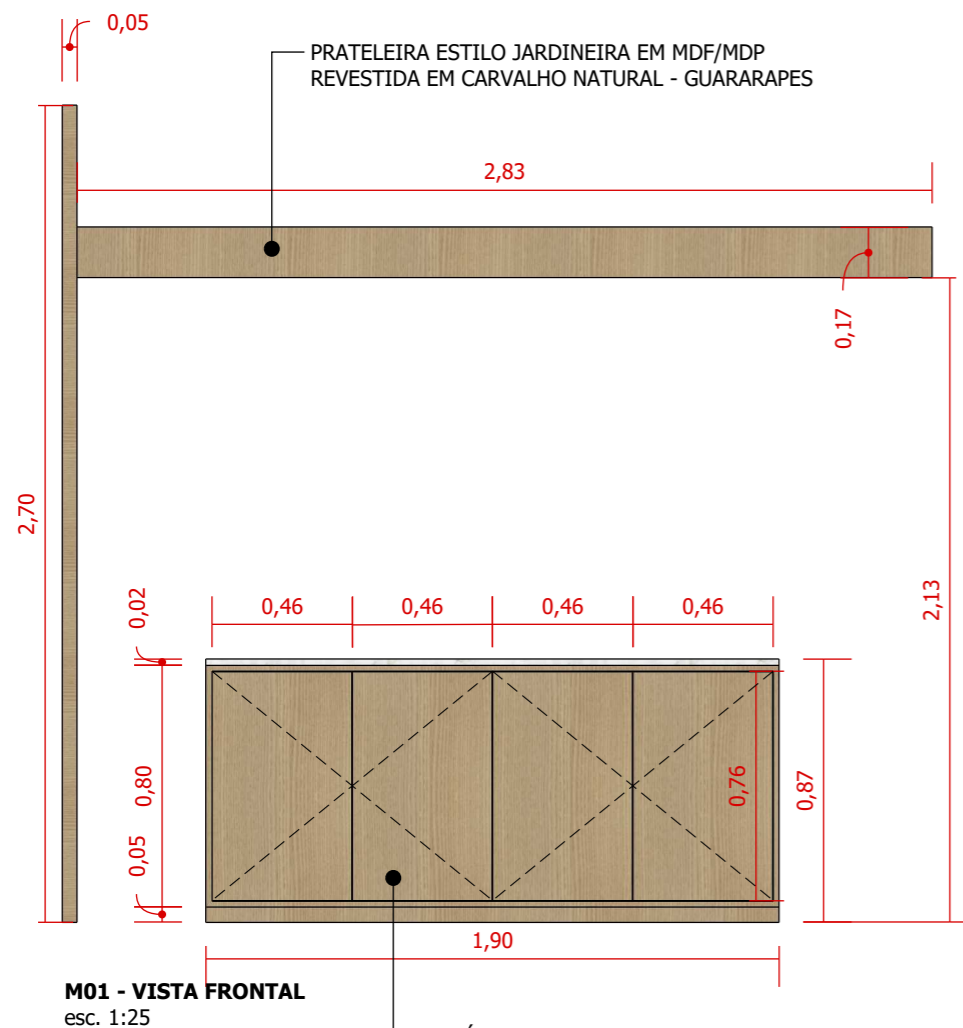 0,05
PRATELEIRA ESTILO JARDINEIRA EM MDF/MDP
REVESTIDA EM CARVALHO NATURAL - GUARARAPES
2,83
0,17
2,70
2,13
0,02
0,46 0,46 0,46 0,46
0,80
0,76
0,87
0,05
1,90
M01 - VISTA FRONTAL
esc. 1:25